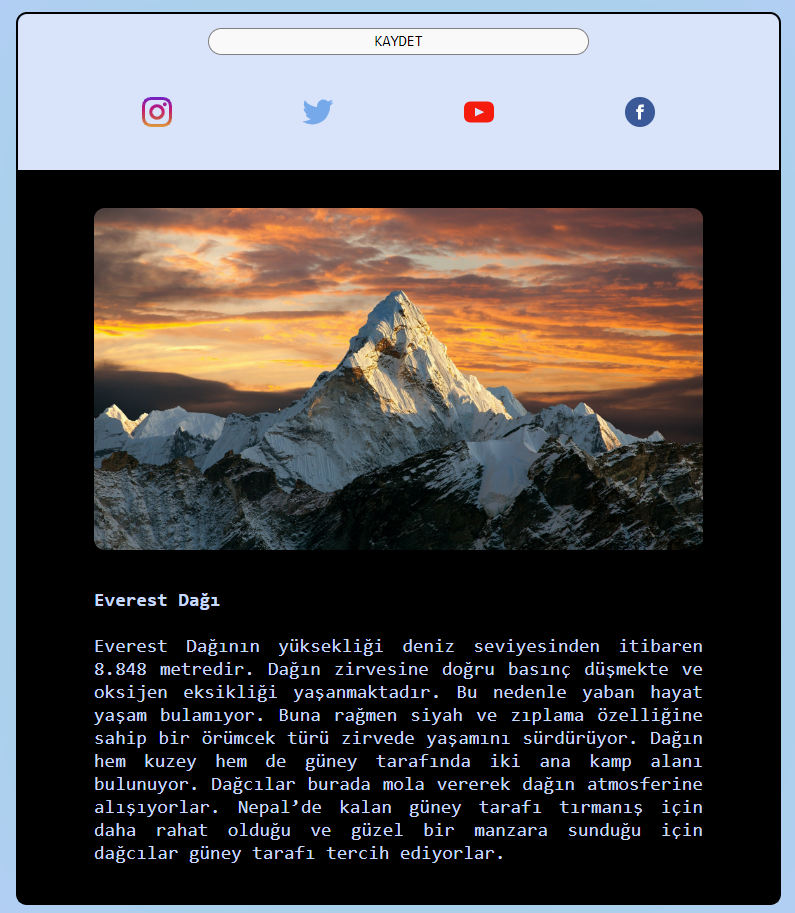 KAYDET
Everest Dağı
Everest Dağının yüksekliği deniz seviyesinden itibaren
8.848 metredir. Dağın zirvesine doğru basınç düşmekte ve
oksijen eksikliği yaşanmaktadır. Bu nedenle yaban hayat
yaşam bulamıyor. Buna rağmen siyah ve zıplama özelliğine
sahip bir örümcek türü zirvede yaşamını sürdürüyor. Dağın
hem kuzey hem de güney tarafında iki ana kamp alanı
bulunuyor. Dağcılar burada mola vererek dağın atmosferine
alışıyorlar. Nepal’de kalan güney tarafı tırmanış için
daha rahat olduğu ve güzel bir manzara sunduğu için
dağcılar güney tarafı tercih ediyorlar.